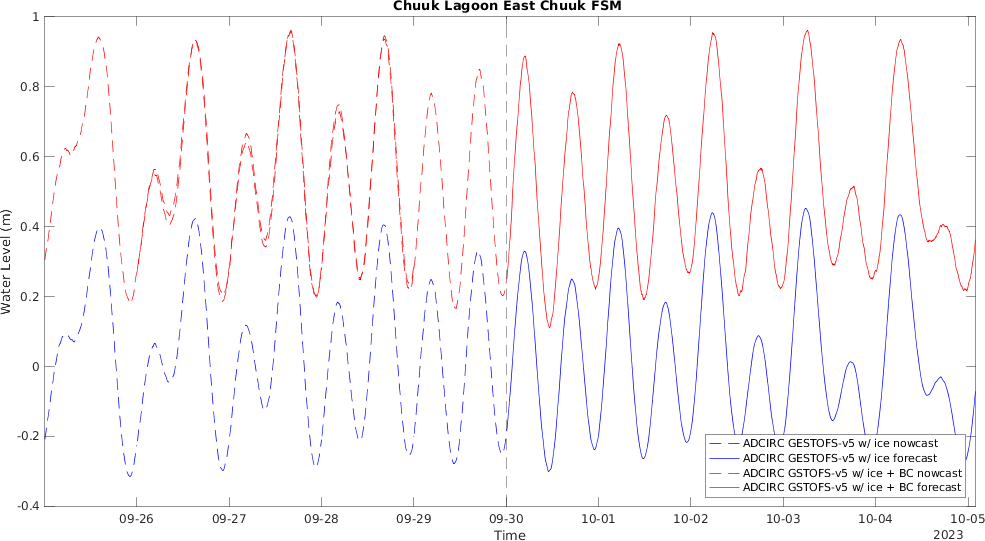 Chuuk Lagoon East Chuuk FSM
1
0.8
0.6
0.4
0.2
0
-0.2
-0.4
Water Level (m)
ADCIRC GESTOFS-v5 w/ ice nowcast
ADCIRC GESTOFS-v5 w/ ice forecast
ADCIRC GSTOFS-v5 w/ ice + BC nowcast
ADCIRC GSTOFS-v5 w/ ice + BC forecast
09-26 09-27 09-28 09-29 09-30 10-01 10-02 10-03 10-04 10-05
Time
2023